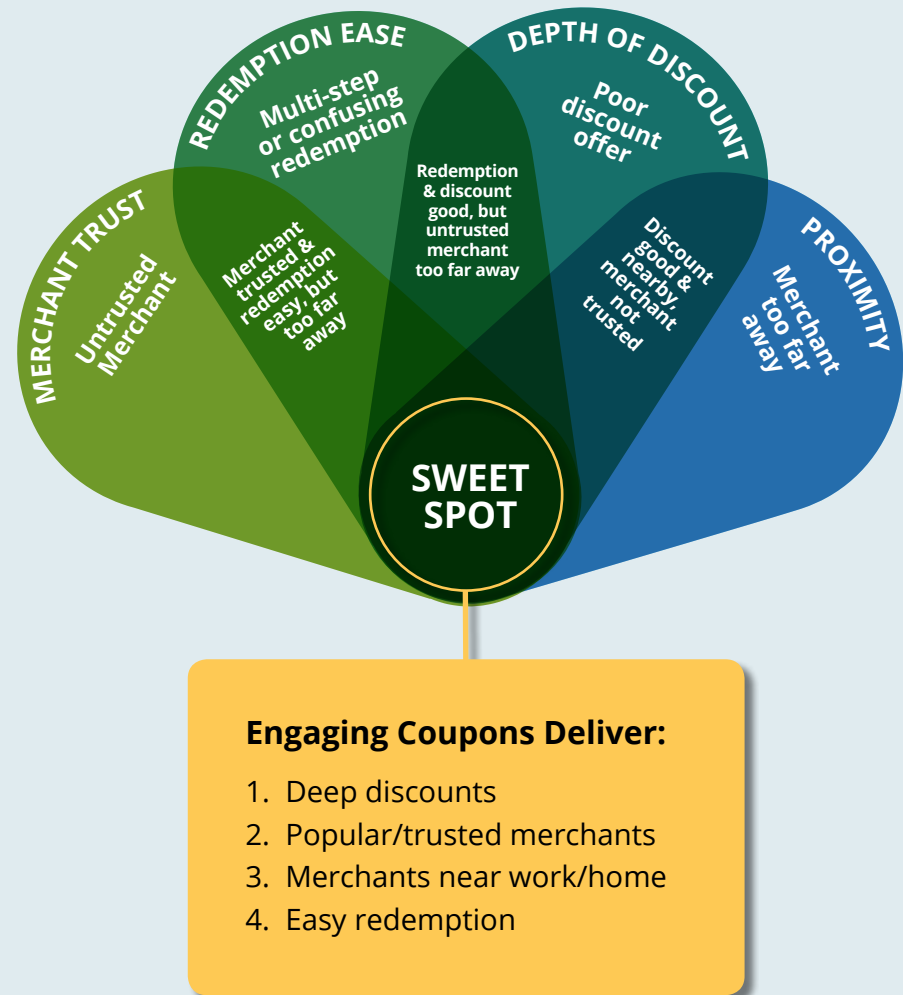 REDEMPTION EASE
DEPTH OF DISCOUNT
MERCHANT TRUST
PROXIMITY
Multi-step
or confusing
redemption
Poor
discount
offer
Untrusted
Merchant
Merchant
trusted &
redemption
easy, but
too far
away
Redemption
& discount
good, but
untrusted
merchant
too far away
Discount
good &
nearby,
merchant
not
trusted
Merchant
too far
away
SWEET
SPOT
Engaging Coupons Deliver:
1. Deep discounts
2. Popular/trusted merchants
3. Merchants near work/home
4. Easy redemption